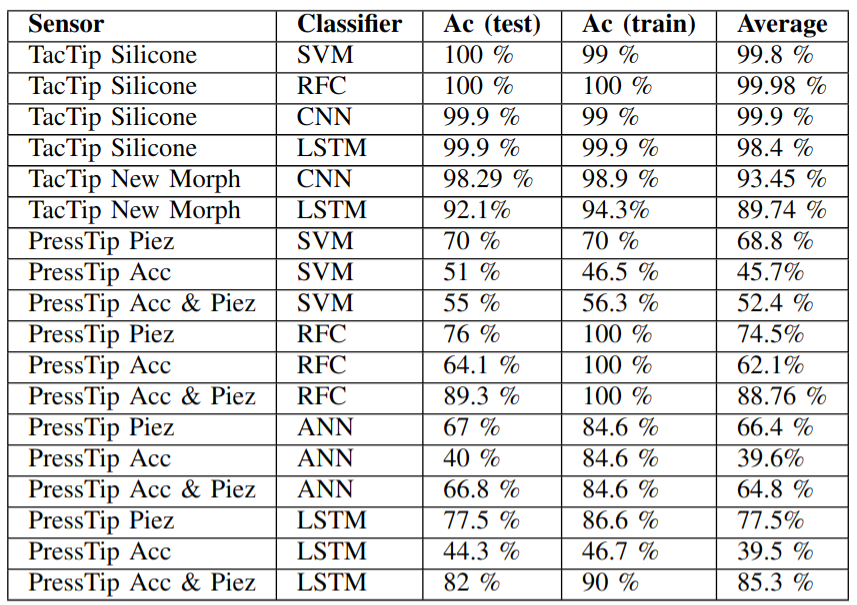 Sensor Classifier Ac (test) Ac (train) Average
TacTip Silicone SVM 100 % 99 % 99.8 %
TacTip Silicone RFC 100 % 100 % 99.98 %
TacTip Silicone CNN 99.9 % 99 % 99.9 %
TacTip Silicone LSTM 99.9 % 99.9 % 98.4 %
TacTip New Morph CNN 98.29 % 98.9 % 93.45 %
TacTip New Morph LSTM 92.1% 94.3% 89.74 %
PressTip Piez SVM 70 % 70 % 68.8 %
PressTip Acc SVM 51 % 46.5 % 45.7%
PressTip Acc & Piez SVM 55 % 56.3 % 52.4 %
PressTip Piez RFC 76 % 100 % 74.5%
PressTip Acc RFC 64.1 % 100 % 62.1%
PressTip Acc & Piez RFC 89.3 % 100 % 88.76 %
PressTip Piez ANN 67 % 84.6 % 66.4 %
PressTip Acc ANN 40 % 84.6 % 39.6%
PressTip Acc & Piez ANN 66.8 % 84.6 % 64.8 %
PressTip Piez LSTM 77.5 % 86.6 % 77.5%
PressTip Acc LSTM 44.3 % 46.7 % 39.5 %
PressTip Acc & Piez LSTM 82 % 90 % 85.3 %